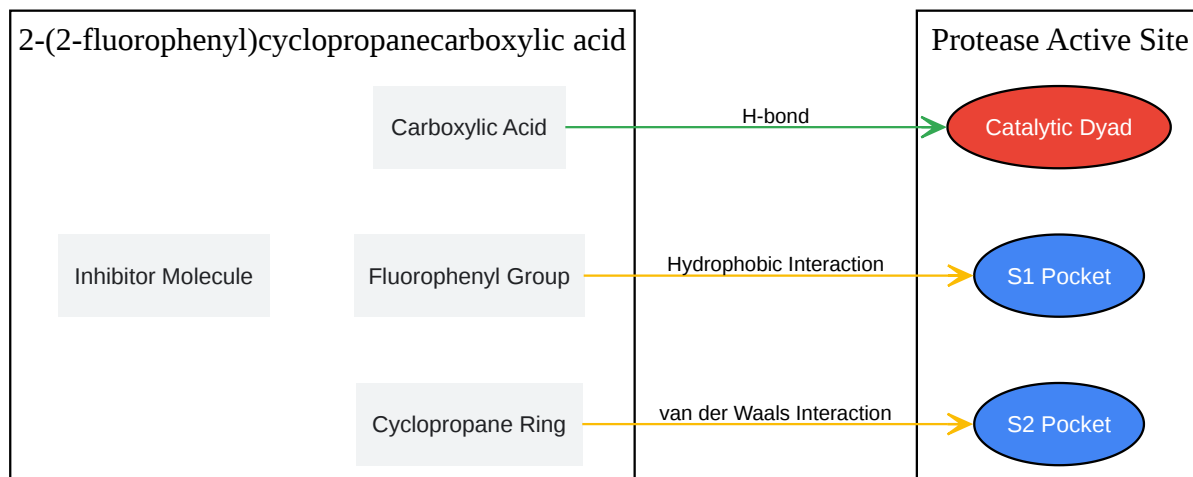 2-(2-fluorophenyl)cyclopropanecarboxylic acid
Protease Active Site
Carboxylic Acid
H-bond
Catalytic Dyad
Inhibitor Molecule
Fluorophenyl Group
Hydrophobic Interaction
S1 Pocket
Cyclopropane Ring
van der Waals Interaction
S2 Pocket